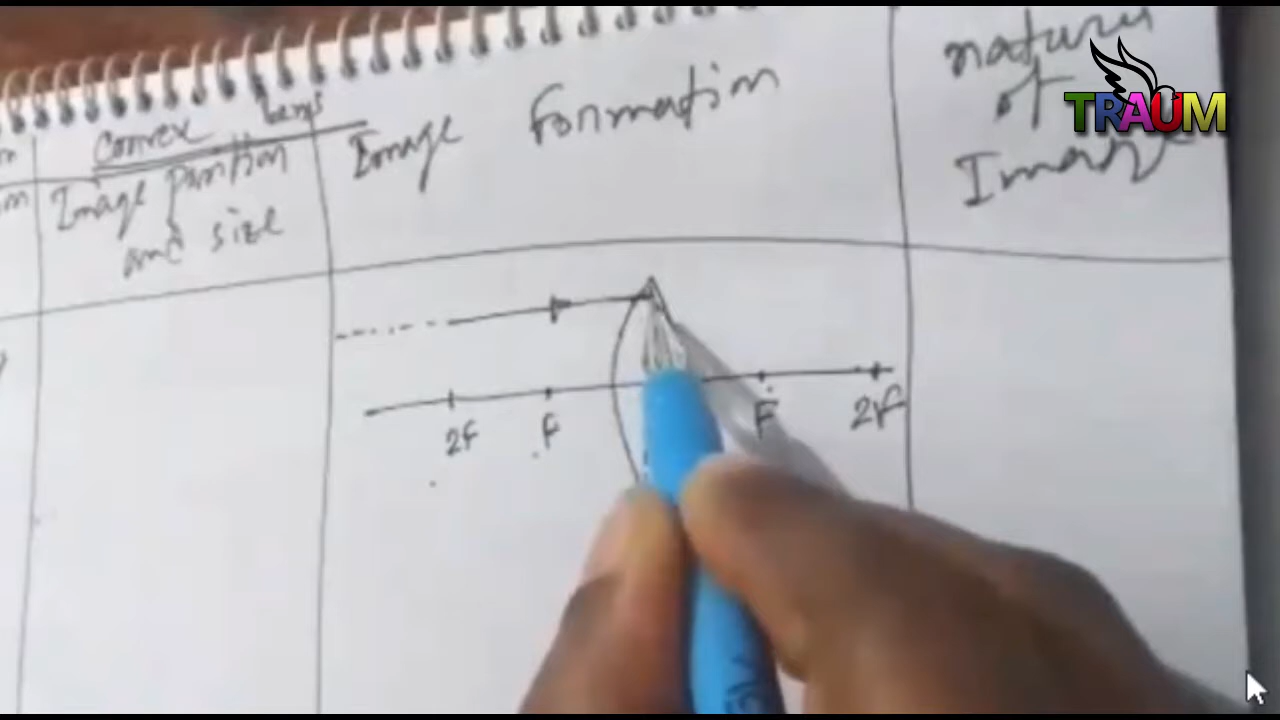 Convex lens
Image position
and size
Image Formation
nature
of
Image
TRAUM
2F
F
F
2F